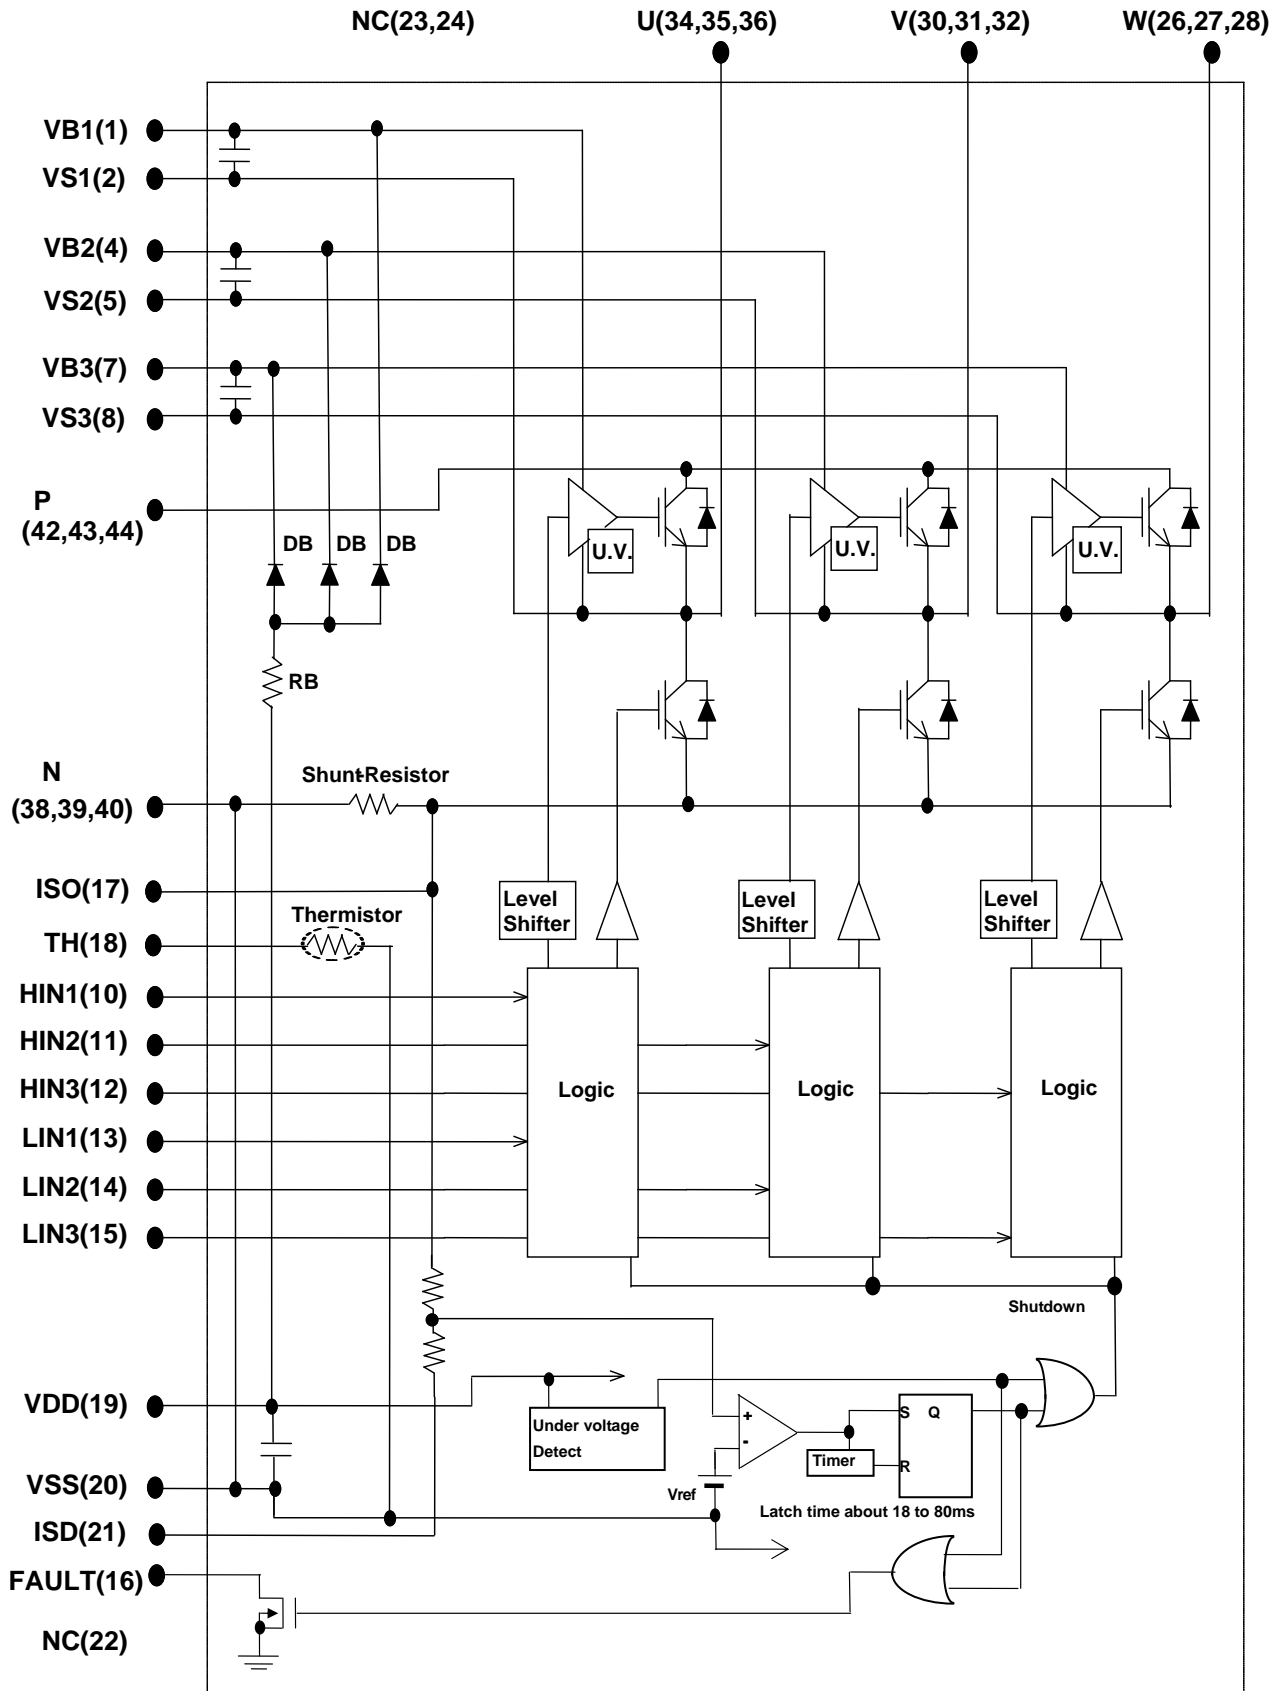 NC(23,24)
U(34,35,36)
V(30,31,32)
W(26,27,28)
VB1(1)
VS1(2)
VB2(4)
VS2(5)
VB3(7)
VS3(8)
P
(42,43,44)
DB
DB
DB
U.V.
U.V.
U.V.
RB
N
(38,39,40)
Shunt-Resistor
ISO(17)
Thermistor
TH(18)
Level
Shifter
Level
Shifter
Level
Shifter
HIN1(10)
HIN2(11)
HIN3(12)
LIN1(13)
LIN2(14)
LIN3(15)
Logic
Logic
Logic
Shutdown
VDD(19)
Under voltage
Detect
+
-
Vref
Timer
S Q
R
Latch time about 18 to 80ms
VSS(20)
ISD(21)
FAULT(16)
NC(22)